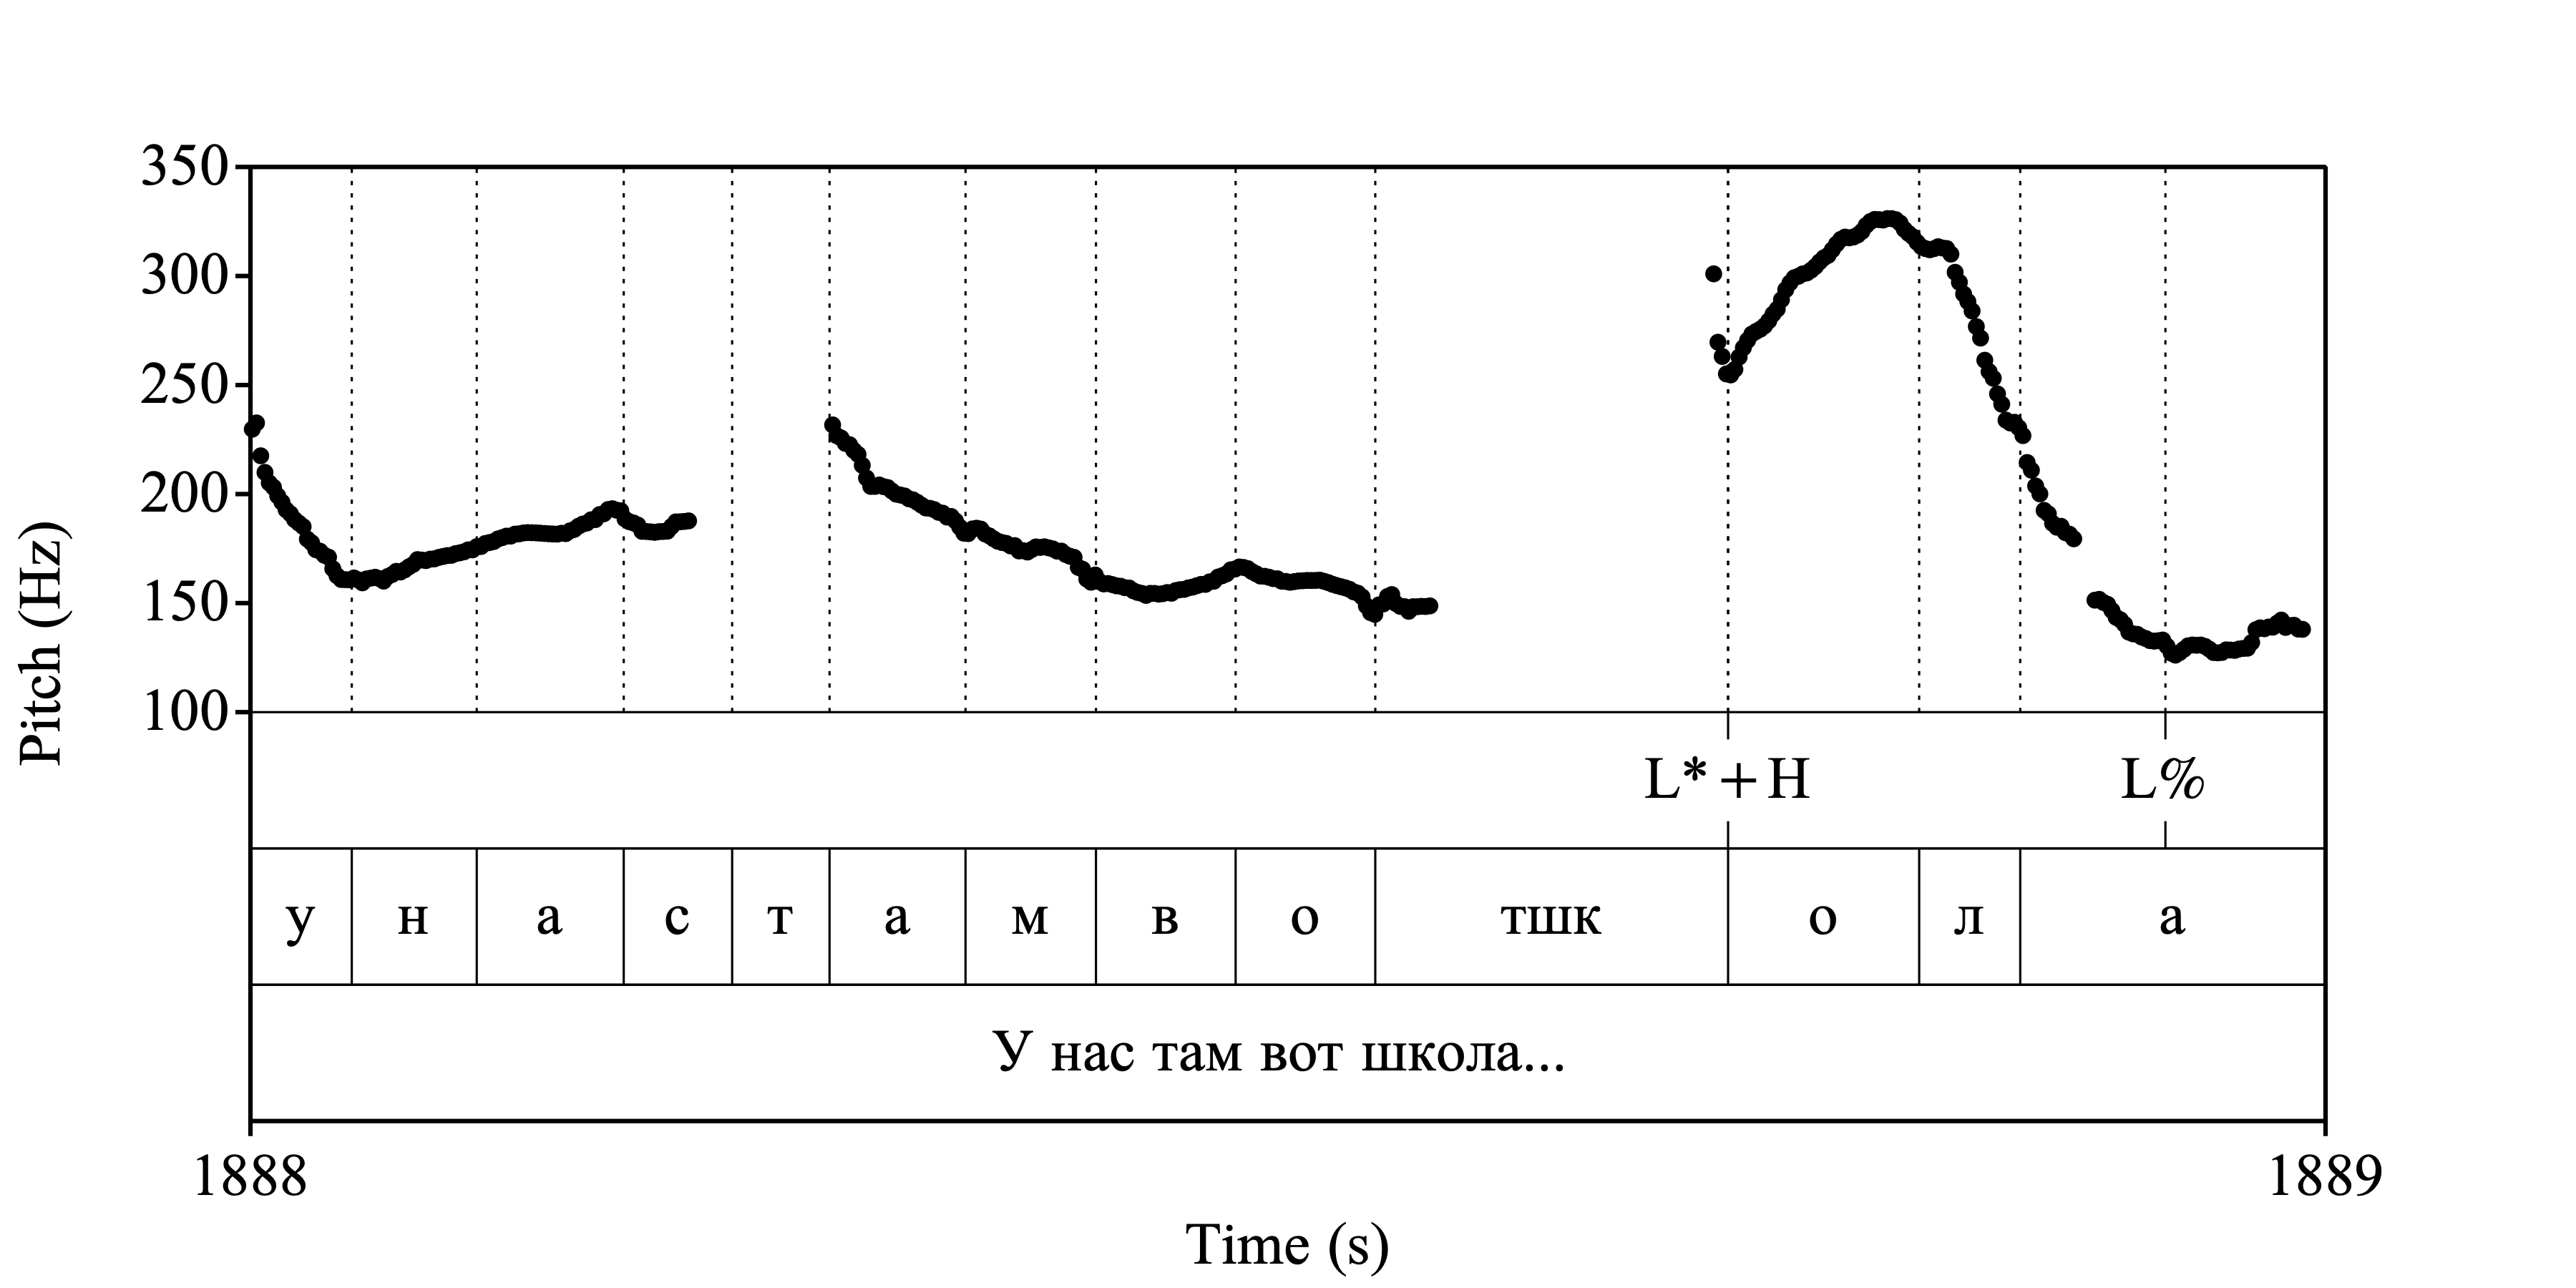 350
300
250
200
150
100
Pitch (Hz)
L*+H L%
у н а с т а м в о тшк о л а
У нас там вот школа...
1888 1889
Time (s)